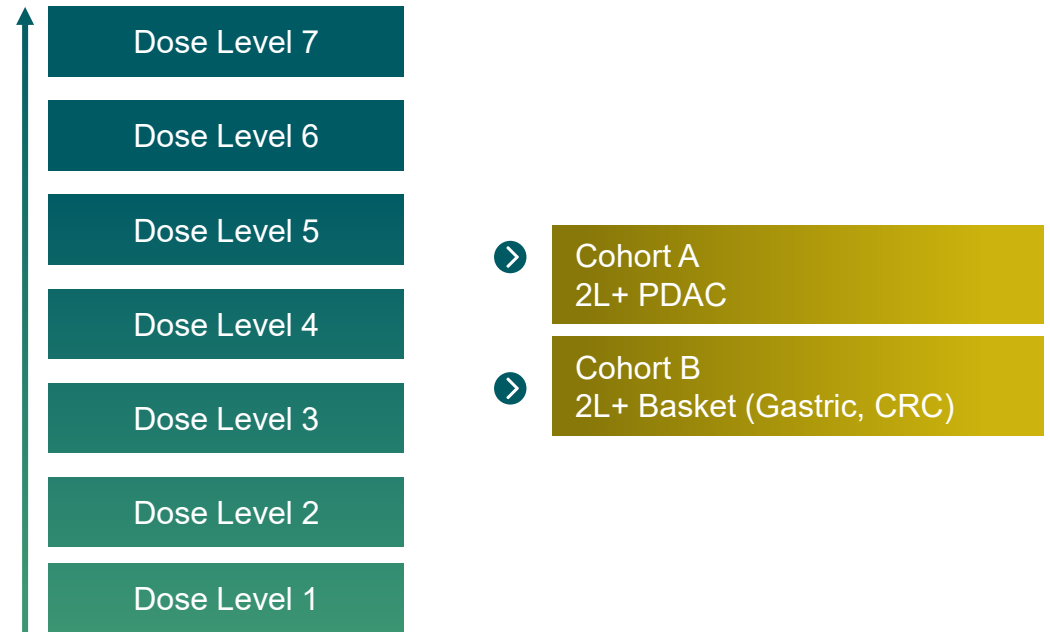 Dose Level 7
Dose Level 6
Dose Level 5
Dose Level 4
Dose Level 3
Dose Level 2
Dose Level 1
Cohort A
2L+ PDAC
Cohort B
2L+ Basket (Gastric, CRC)